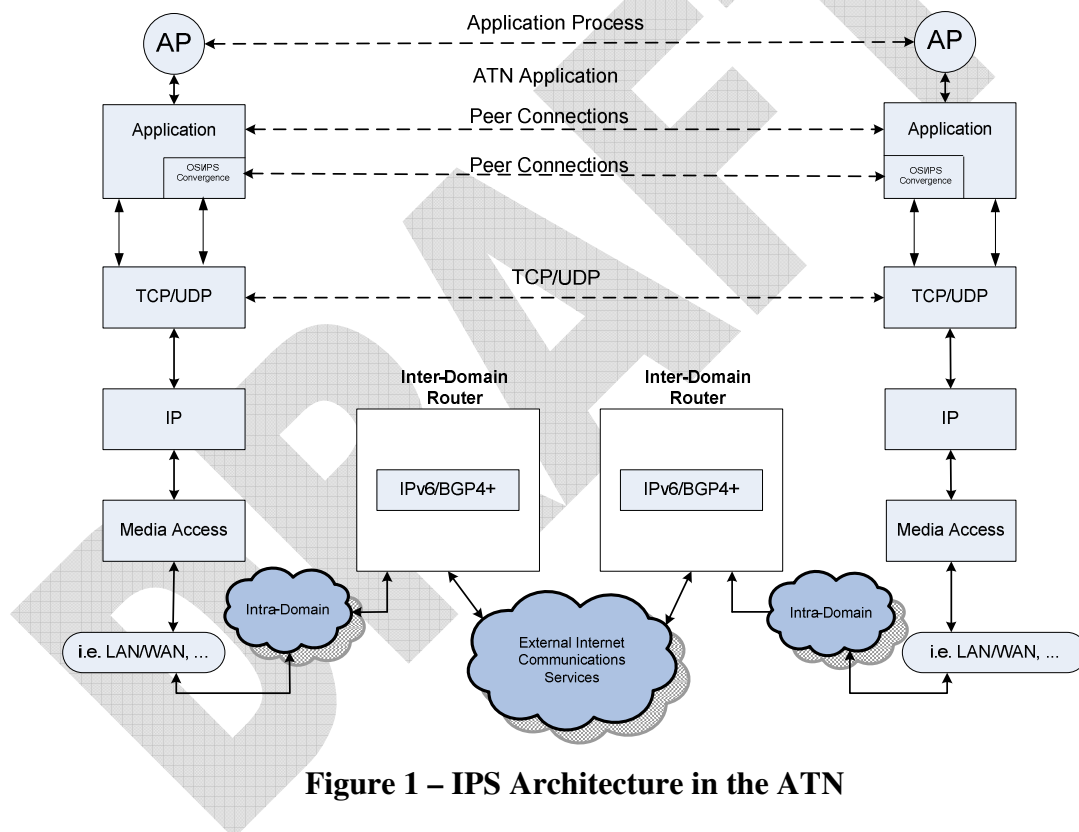 AP
Application Process
AP
ATN Application
Application
Peer Connections
Application
OSI/IPS
Convergence
Peer Connections
OSI/IPS
Convergence
TCP/UDP
TCP/UDP
TCP/UDP
Inter-Domain
Router
Inter-Domain
Router
IP
IP
IPv6/BGP4+
IPv6/BGP4+
Media Access
Media Access
Intra-Domain
Intra-Domain
i.e. LAN/WAN, ...
External Internet
Communications
Services
i.e. LAN/WAN, ...
DRAFT
Figure 1 – IPS Architecture in the ATN